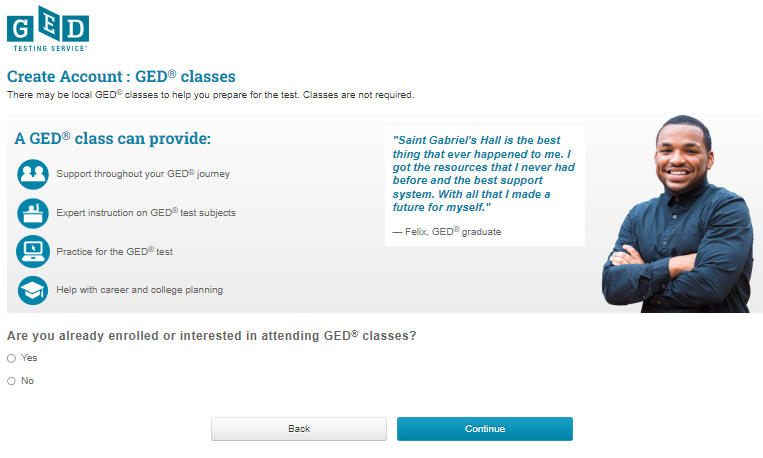 GED
TESTING SERVICE®
Create Account : GED® classes
There may be local GED® classes to help you prepare for the test. Classes are not required.
A GED® class can provide:
Support throughout your GED® journey
Expert instruction on GED® test subjects
Practice for the GED® test
Help with career and college planning
"Saint Gabriel's Hall is the best
thing that ever happened to me. I
got the resources that I never had
before and the best support
system. With all that I made a
future for myself."
— Felix, GED® graduate
Are you already enrolled or interested in attending GED® classes?
Yes
No
Back
Continue